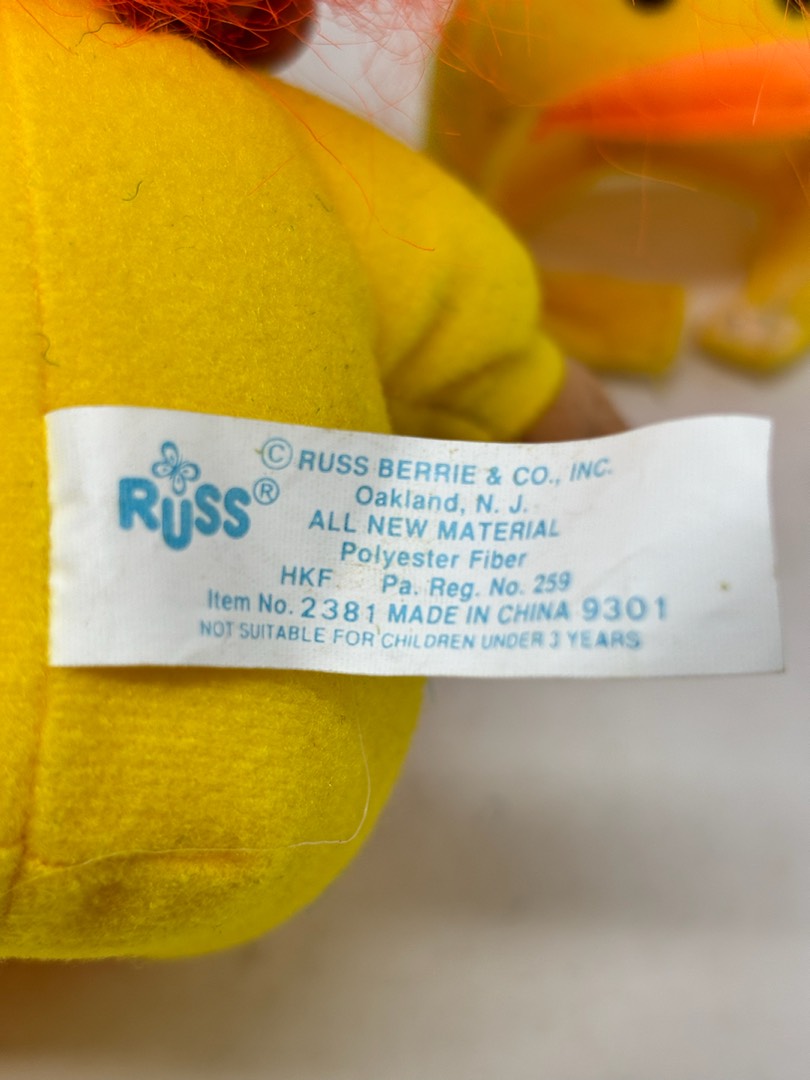 RUSS®
© RUSS BERRIE & CO., INC.
Oakland, N. J.
ALL NEW MATERIAL
Polyester Fiber
HKF Pa. Reg. No. 259
Item No. 2381 MADE IN CHINA 9301
NOT SUITABLE FOR CHILDREN UNDER 3 YEARS